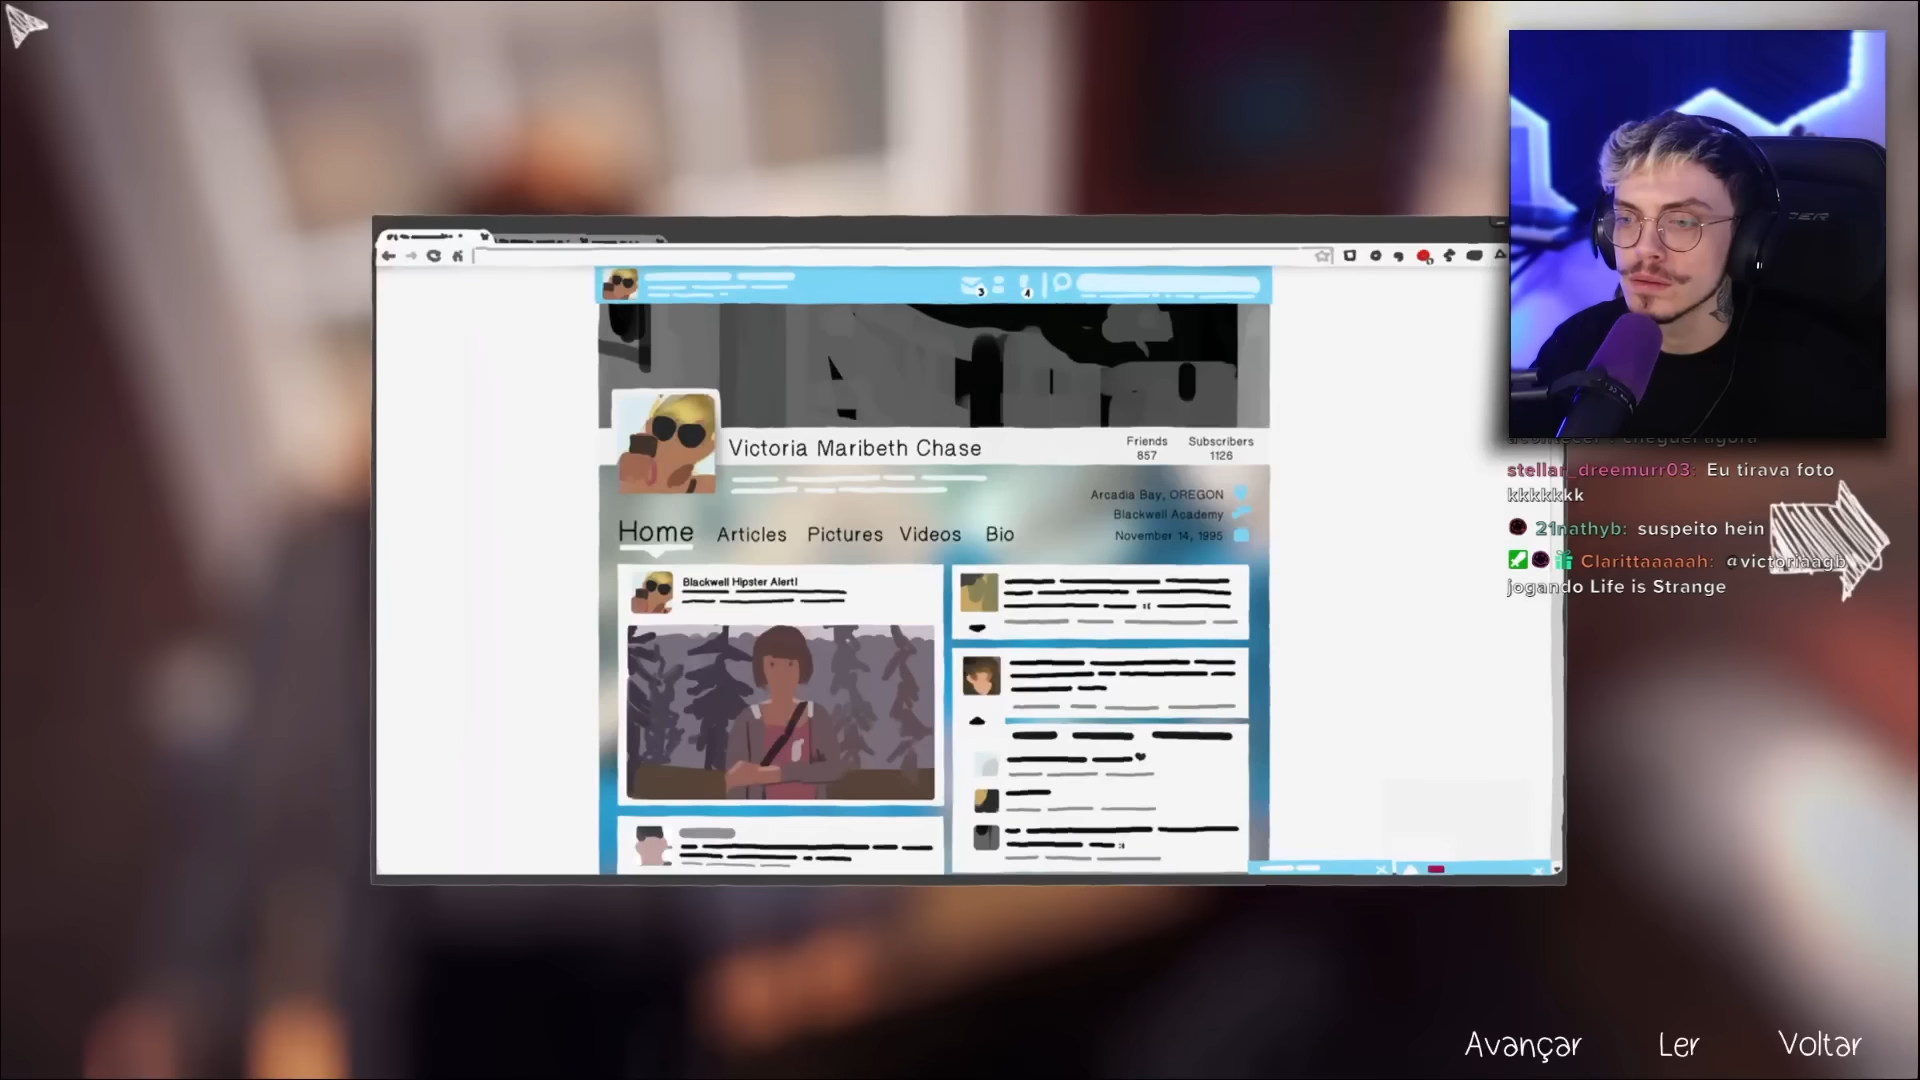 3
4
Victoria Maribeth Chase
Friends
857
Subscribers
1126
Arcadia Bay, OREGON
Blackwell Academy
November 14, 1995
Home
Articles
Pictures
Videos
Bio
Blackwell Hipster Alert!
stellar_dreemurr03: Eu tirava foto
kkkkkkk
21nathyb: suspeito hein
Clarittaaaaah: @victoriaagb
jogando Life is Strange
Avançar
Ler
Voltar